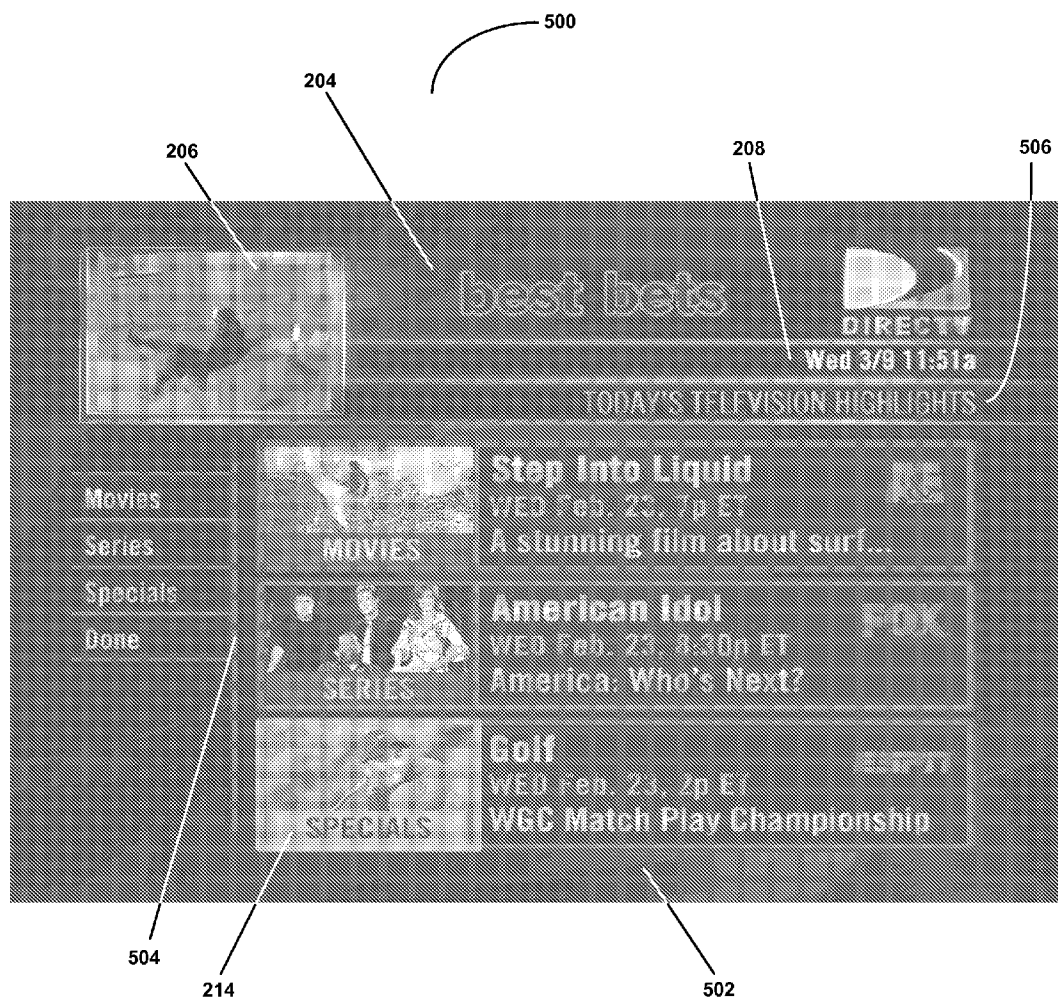 500
204
206
208
506
best bets
DIRECTV
Wed 3/9 11:51a
TODAY'S TELEVISION HIGHLIGHTS
Movies
Series
Specials
Done
MOVIES
Step Into Liquid
WED Feb. 23, 7p ET
A stunning film about surf...
SERIES
American Idol
WED Feb. 23, 8:30p ET
America: Who's Next?
FOX
SPECIALS
Golf
WED Feb. 23, 2p ET
WGC Match Play Championship
ESPN
504
214
502